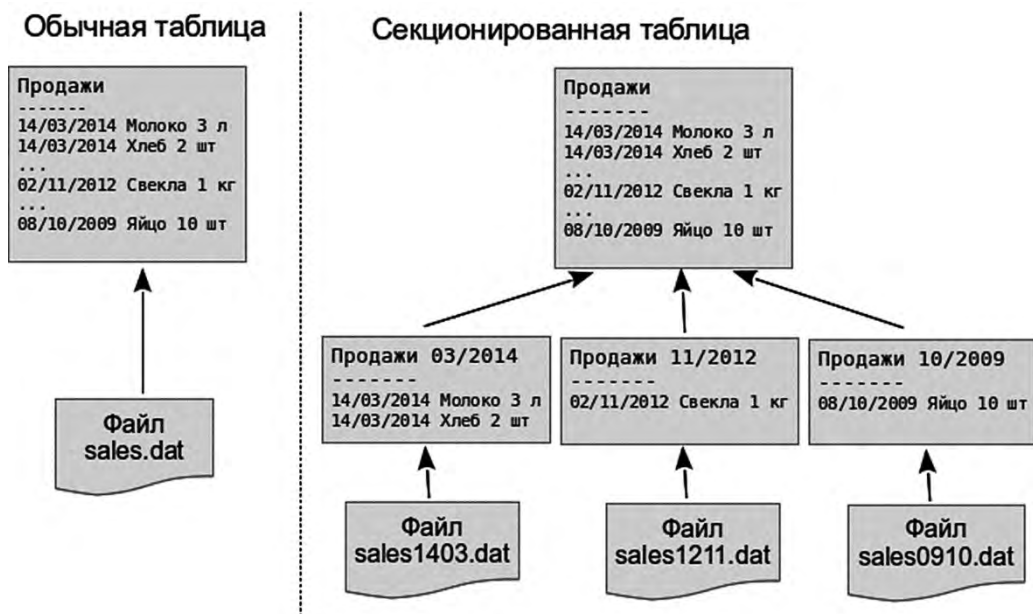 Обычная таблица
Продажи
-------
14/03/2014 Молоко 3 л
14/03/2014 Хлеб 2 шт
...
02/11/2012 Свекла 1 кг
...
08/10/2009 Яйцо 10 шт
Файл
sales.dat
Секционированная таблица
Продажи
-------
14/03/2014 Молоко 3 л
14/03/2014 Хлеб 2 шт
...
02/11/2012 Свекла 1 кг
...
08/10/2009 Яйцо 10 шт
Продажи 03/2014
-------
14/03/2014 Молоко 3 л
14/03/2014 Хлеб 2 шт
Продажи 11/2012
-------
02/11/2012 Свекла 1 кг
Продажи 10/2009
-------
08/10/2009 Яйцо 10 шт
Файл
sales1403.dat
Файл
sales1211.dat
Файл
sales0910.dat